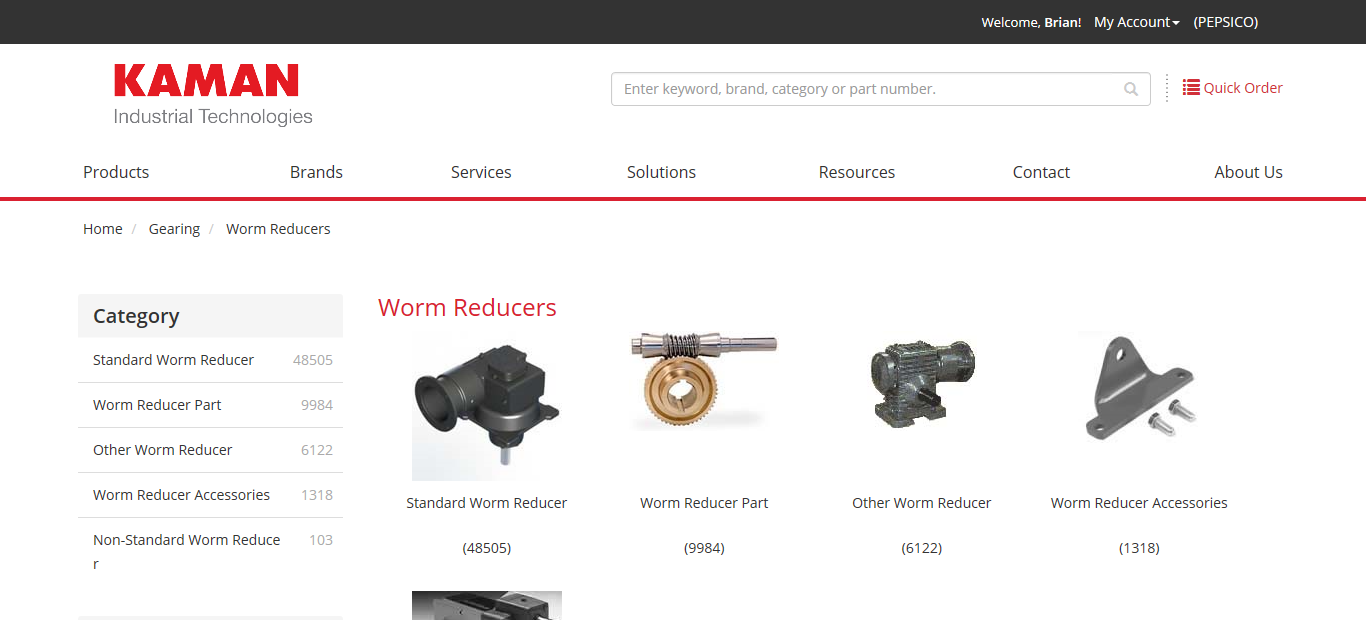 Welcome, Brian! My Account (PEPSICO)
KAMAN
Industrial Technologies
Enter keyword, brand, category or part number.
Quick Order
Products Brands Services Solutions Resources Contact About Us
Home / Gearing / Worm Reducers
Category
Standard Worm Reducer 48505
Worm Reducer Part 9984
Other Worm Reducer 6122
Worm Reducer Accessories 1318
Non-Standard Worm Reduce 103
r
Worm Reducers
Standard Worm Reducer Worm Reducer Part Other Worm Reducer Worm Reducer Accessories
(48505) (9984) (6122) (1318)